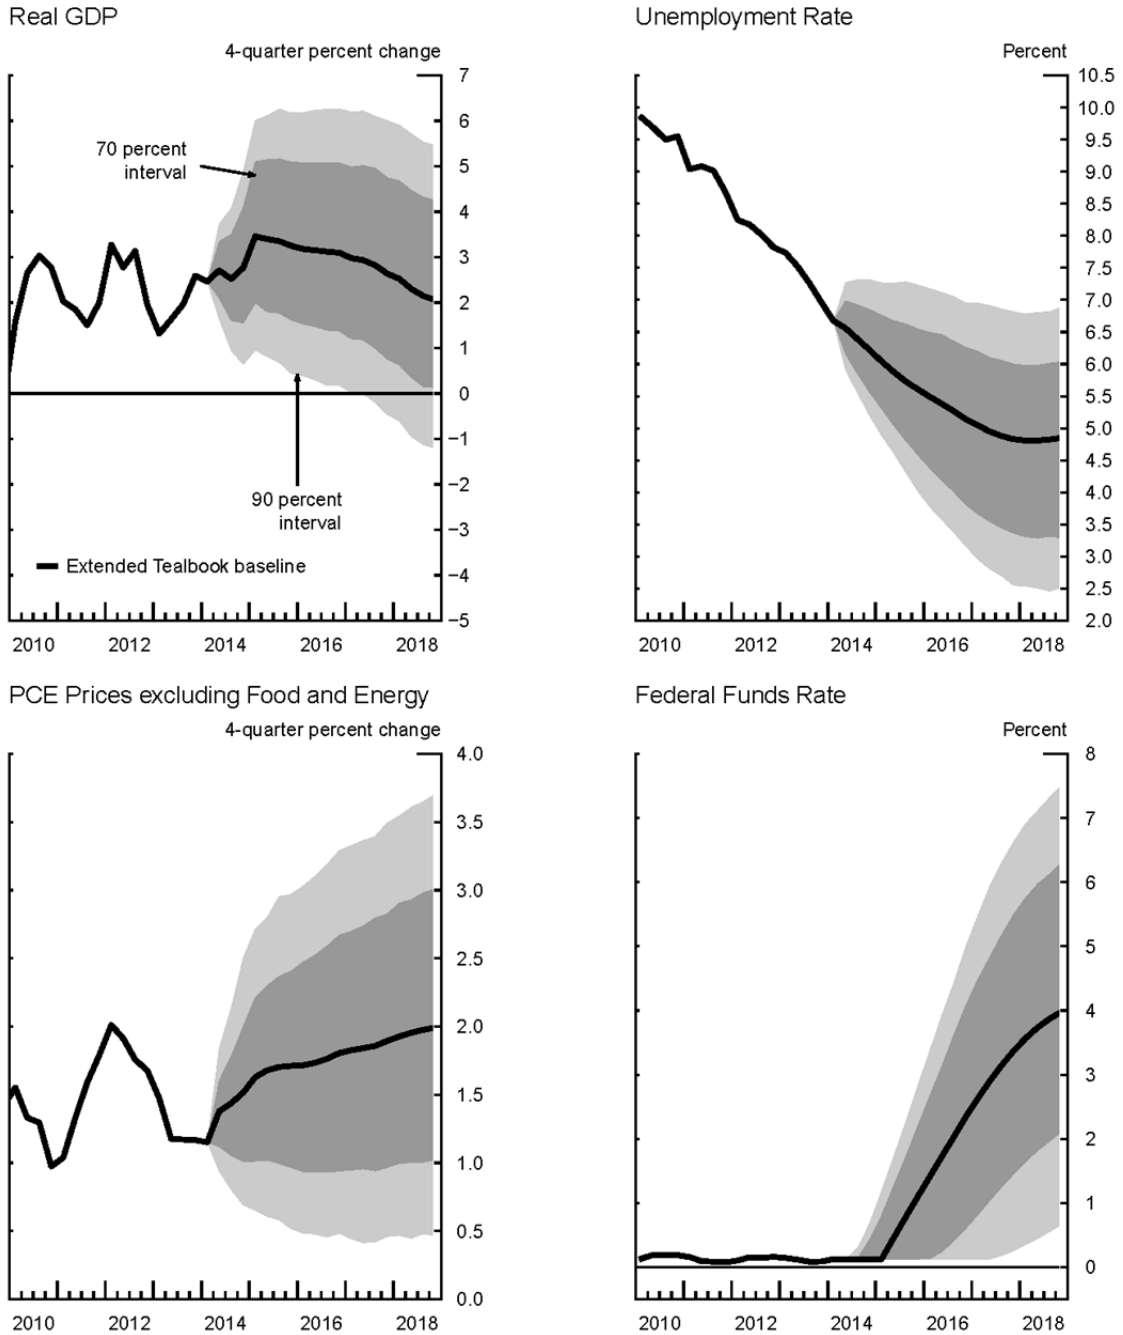 Real GDP
4-quarter percent change
7
6
5
4
3
2
1
0
−1
−2
−3
−4
−5
70 percent
interval
90 percent
interval
Extended Tealbook baseline
2010 2012 2014 2016 2018
Unemployment Rate
Percent
10.5
10.0
9.5
9.0
8.5
8.0
7.5
7.0
6.5
6.0
5.5
5.0
4.5
4.0
3.5
3.0
2.5
2.0
2010 2012 2014 2016 2018
PCE Prices excluding Food and Energy
4-quarter percent change
4.0
3.5
3.0
2.5
2.0
1.5
1.0
0.5
0.0
2010 2012 2014 2016 2018
Federal Funds Rate
Percent
8
7
6
5
4
3
2
1
0
2010 2012 2014 2016 2018